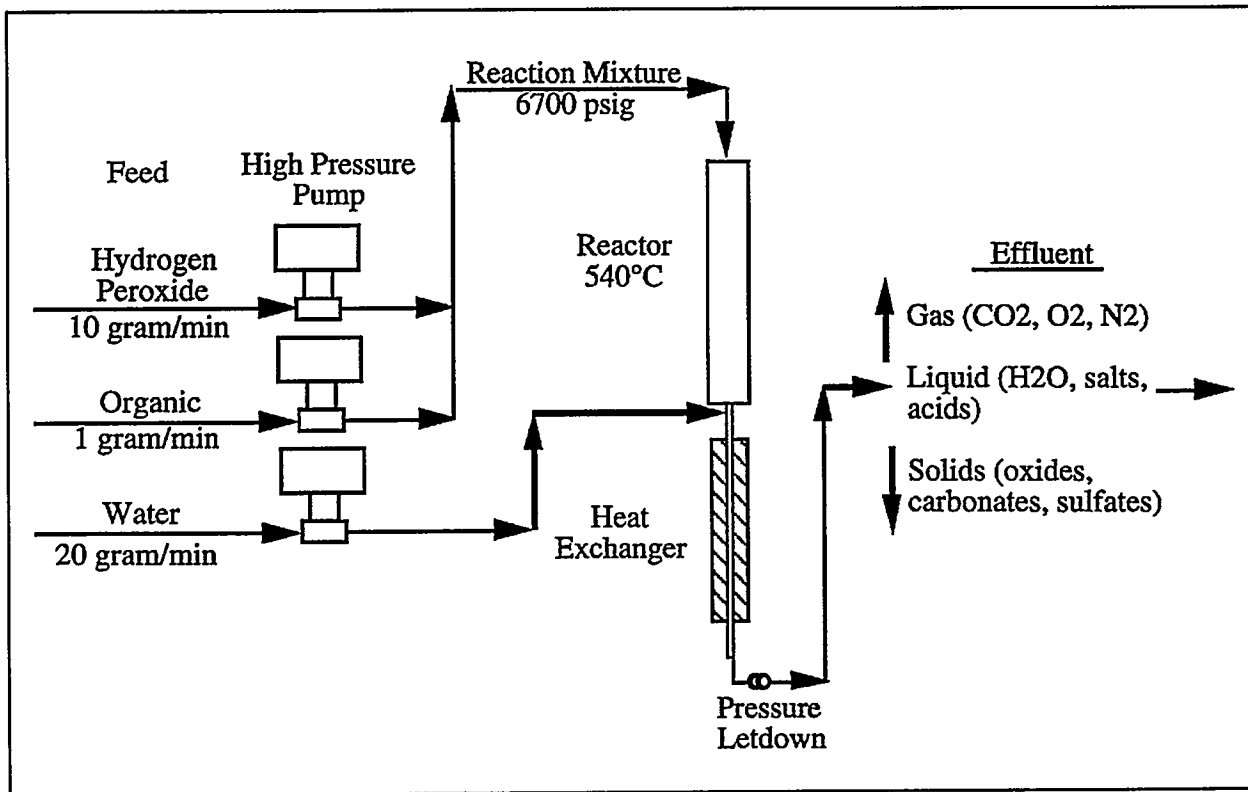 Reaction Mixture
6700 psig
Feed
High Pressure
Pump
Hydrogen
Peroxide
10 gram/min
Organic
1 gram/min
Water
20 gram/min
Reactor
540°C
Heat
Exchanger
Pressure
Letdown
Effluent
Gas (CO2, O2, N2)
Liquid (H2O, salts,
acids)
Solids (oxides,
carbonates, sulfates)